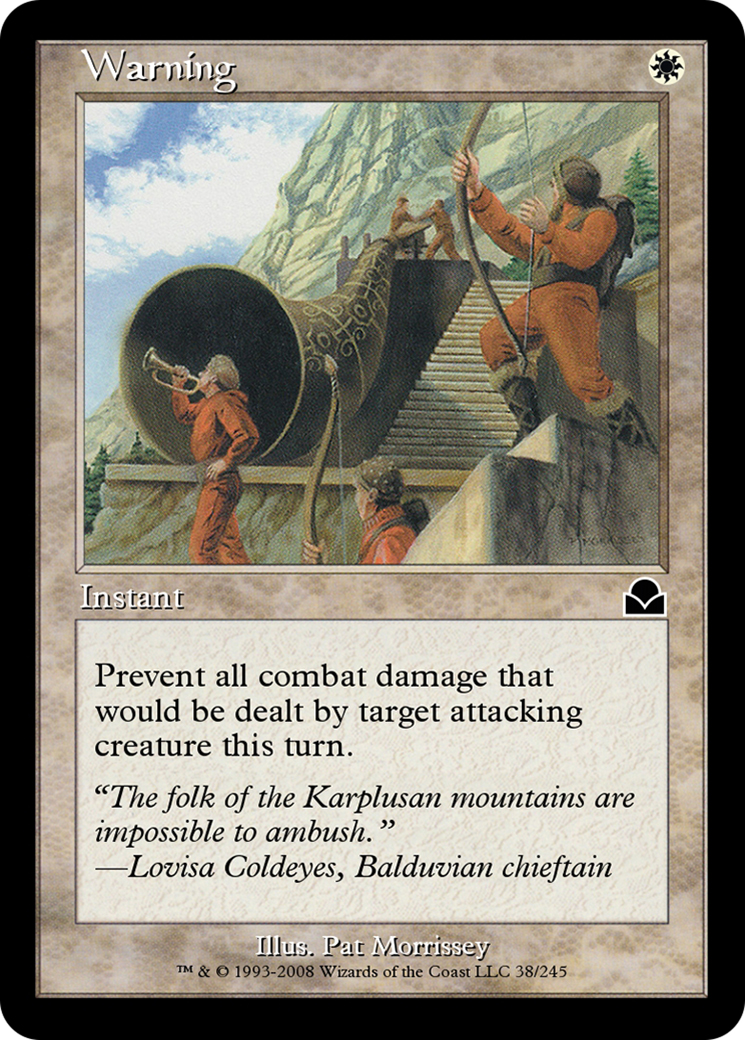 Warning
Instant
Prevent all combat damage that
would be dealt by target attacking
creature this turn.
“The folk of the Karplusan mountains are
impossible to ambush.”
—Lovisa Coldeyes, Balduvian chieftain
Illus. Pat Morrissey
™ & © 1993-2008 Wizards of the Coast LLC 38/245